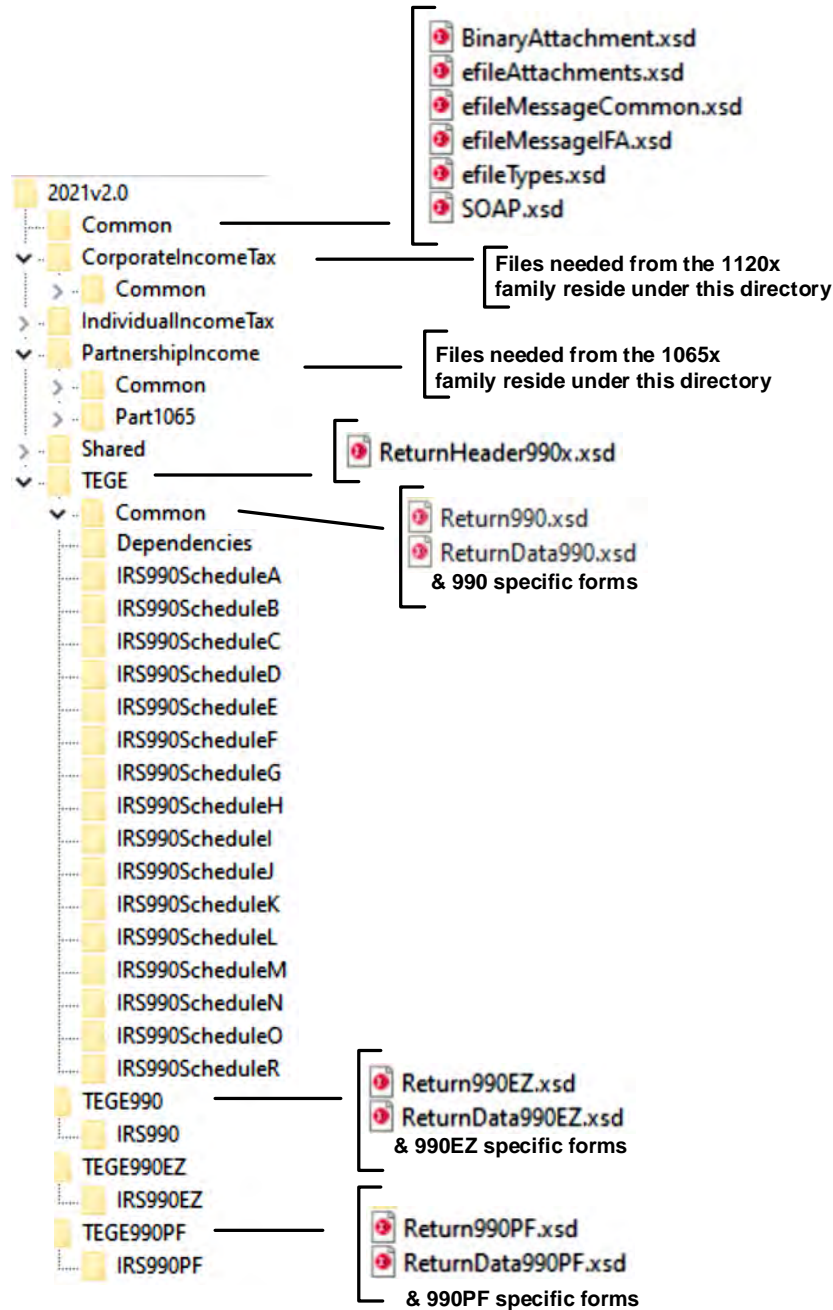 BinaryAttachment.xsd
efileAttachments.xsd
efileMessageCommon.xsd
efileMessageIFA.xsd
efileTypes.xsd
SOAP.xsd
2021v2.0
Common
CorporateIncomeTax
Files needed from the 1120x
family reside under this directory
Common
IndividualIncomeTax
PartnershipIncome
Files needed from the 1065x
family reside under this directory
Common
Part1065
Shared
ReturnHeader990x.xsd
TEGE
Common
Return990.xsd
ReturnData990.xsd
& 990 specific forms
Dependencies
IRS990ScheduleA
IRS990ScheduleB
IRS990ScheduleC
IRS990ScheduleD
IRS990ScheduleE
IRS990ScheduleF
IRS990ScheduleG
IRS990ScheduleH
IRS990ScheduleI
IRS990ScheduleJ
IRS990ScheduleK
IRS990ScheduleL
IRS990ScheduleM
IRS990ScheduleN
IRS990ScheduleO
IRS990ScheduleR
Return990EZ.xsd
ReturnData990EZ.xsd
& 990EZ specific forms
TEGE990
IRS990
TEGE990EZ
IRS990EZ
TEGE990PF
IRS990PF
Return990PF.xsd
ReturnData990PF.xsd
& 990PF specific forms